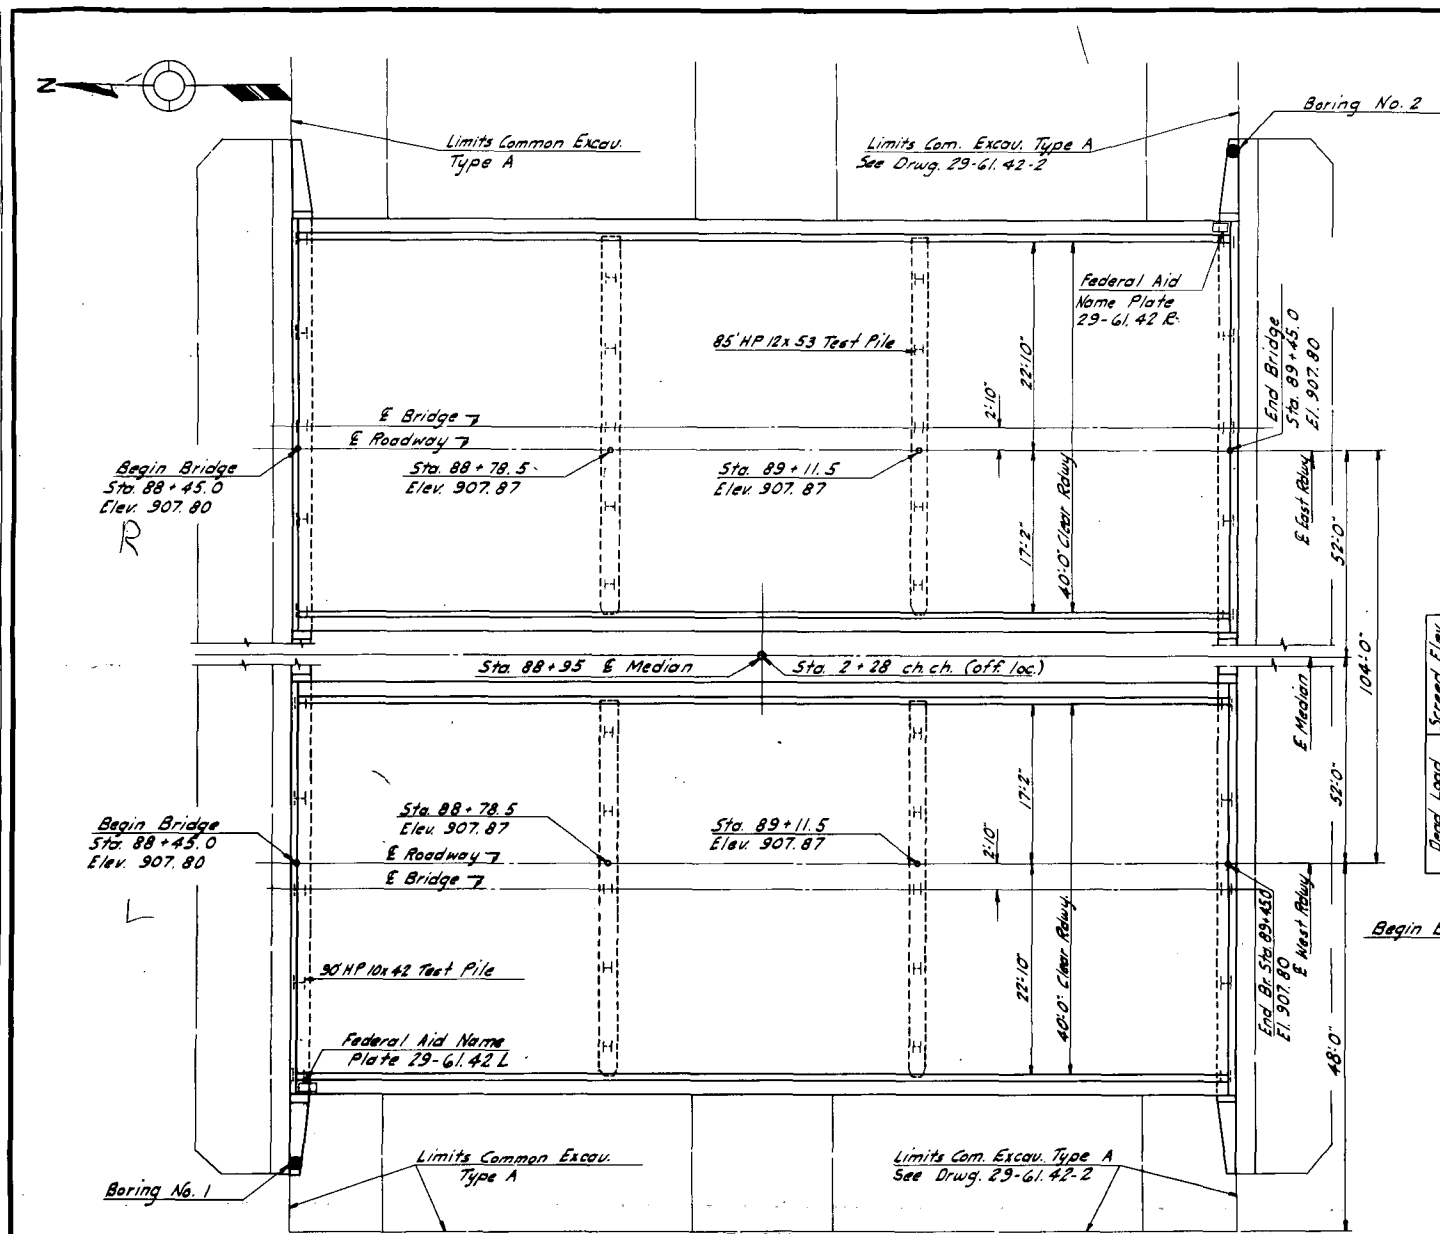 N
Boring No. 2
Limits Common Excav.
Type A
Limits Com. Excav. Type A
See Drwg. 29-61.42-2
Federal Aid
Name Plate
29-61.42 R
End Bridge
Sta. 89+45.0
El. 907.80
85' HP 12x53 Test Pile
22'-10"
2'-10"
℄ Bridge
℄ Roadway
Begin Bridge
Sta. 88+45.0
Elev. 907.80
R
Sta. 88+78.5
Elev. 907.87
Sta. 89+11.5
Elev. 907.87
17'-2"
40'-0" Clear Rdwy
℄ East Rdwy
52'-0"
104'-0"
Sta. 88+95 ℄ Median
Sta. 2+28 ch. ch. (off loc.)
℄ Median
52'-0"
Dead Load
Screed Elev.
Begin Bridge
Sta. 88+45.0
Elev. 907.80
L
Sta. 88+78.5
Elev. 907.87
Sta. 89+11.5
Elev. 907.87
17'-2"
2'-10"
℄ Roadway
℄ Bridge
90' HP 10x42 Test Pile
22'-10"
40'-0" Clear Rdwy.
End Br. Sta. 89+45.0
El. 907.80
℄ West Rdwy
Begin
48'-0"
Federal Aid Name
Plate 29-61.42 L
Boring No. 1
Limits Common Excav.
Type A
Limits Com. Excav. Type A
See Drwg. 29-61.42-2